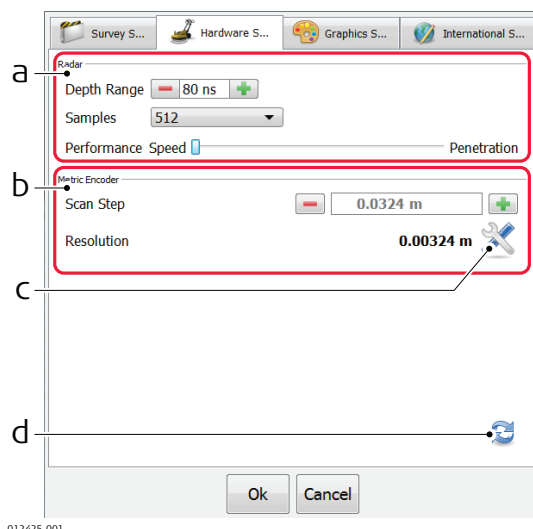 Survey S... Hardware S... Graphics S... International S...
a
Radar
Depth Range 80 ns
Samples 512
Performance Speed Penetration
b
Metric Encoder
Scan Step 0.0324 m
Resolution 0.00324 m
c
d
Ok Cancel
012425_001